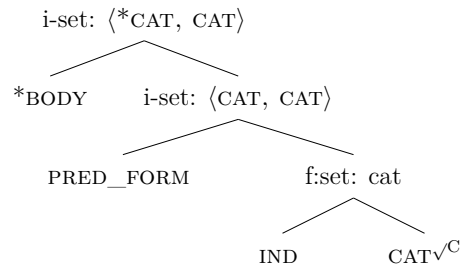 i-set: ⟨*CAT, CAT⟩
*BODY i-set: ⟨CAT, CAT⟩
PRED_FORM f:set: cat
IND CAT√C